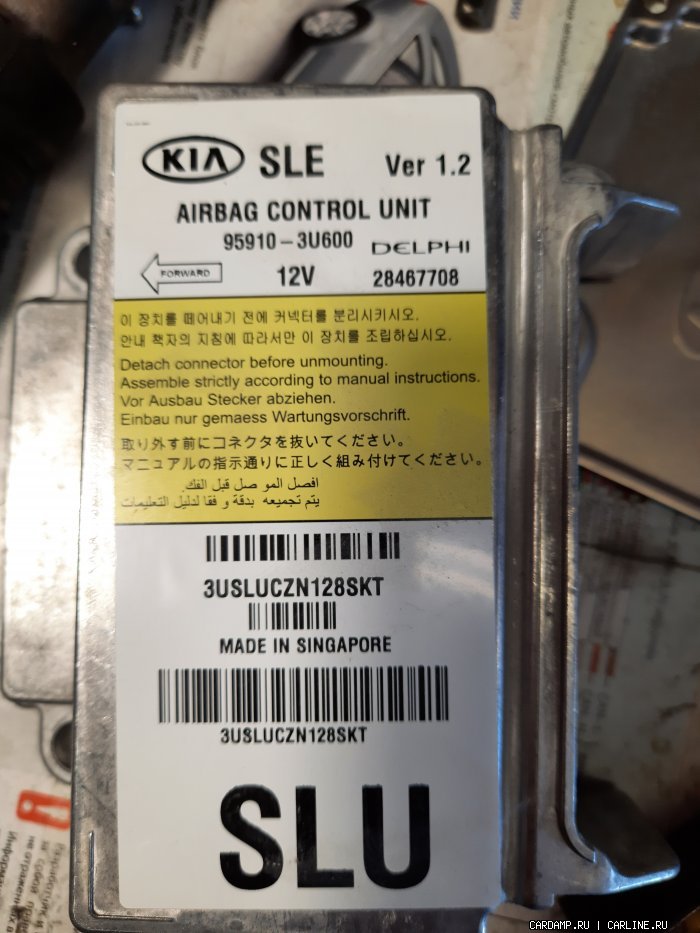 KIA SLE Ver 1.2
AIRBAG CONTROL UNIT
95910-3U600 DELPHI
FORWARD 12V 28467708
이 장치를 떼어내기 전에 커넥터를 분리시키시오.
안내 책자의 지침에 따라서만 이 장치를 조립하십시오.
Detach connector before unmounting.
Assemble strictly according to manual instructions.
Vor Ausbau Stecker abziehen.
Einbau nur gemaess Wartungsvorschrift.
取り外す前にコネクタを抜いてください。
マニュアルの指示通りに正しく組み付けてください。
افصل المو صل قبل الفك.
يتم تجميعه بدقة و فقا لدليل التعليمات
3USLUCZN128SKT
MADE IN SINGAPORE
3USLUCZN128SKT
SLU
CARDAMP.RU | CARLINE.RU